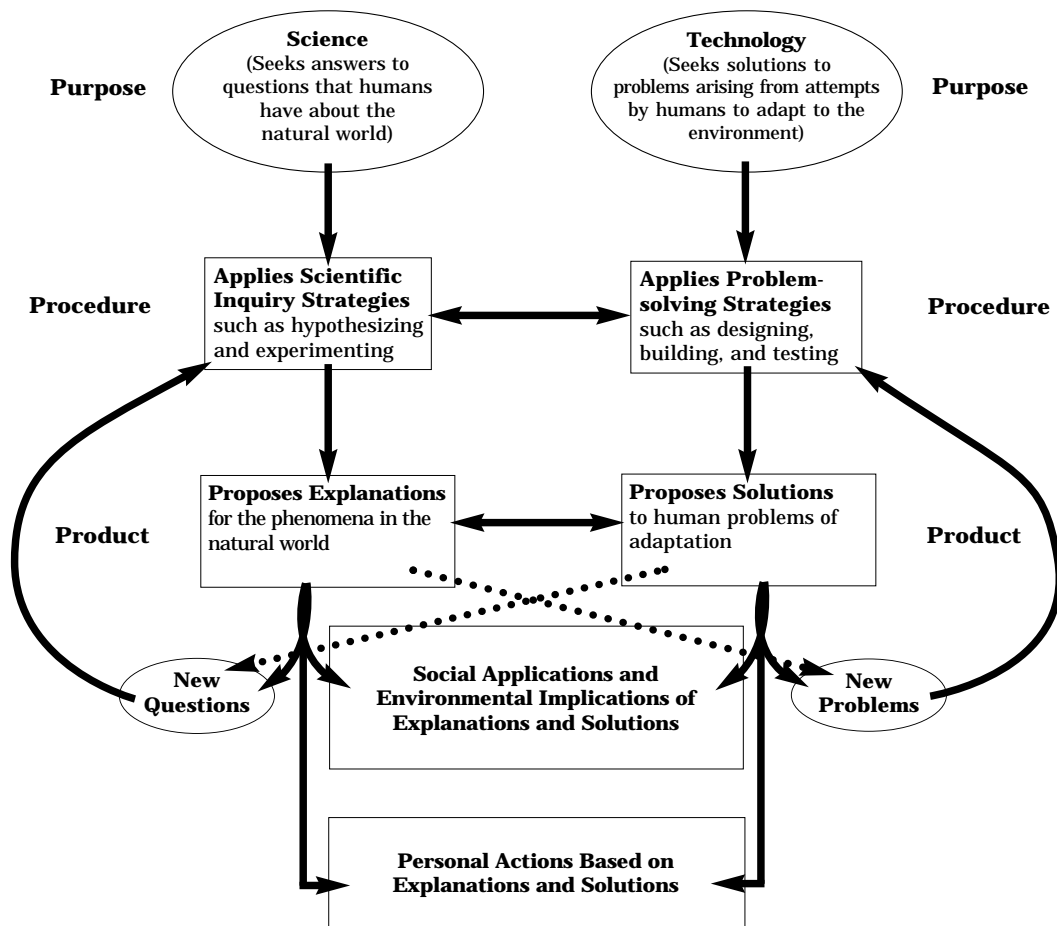 Science
(Seeks answers to
questions that humans
have about the
natural world)
Technology
(Seeks solutions to
problems arising from attempts
by humans to adapt to the
environment)
Purpose
Purpose
Applies Scientific
Inquiry Strategies
such as hypothesizing
and experimenting
Applies Problem-
solving Strategies
such as designing,
building, and testing
Procedure
Procedure
Proposes Explanations
for the phenomena in the
natural world
Proposes Solutions
to human problems of
adaptation
Product
Product
New
Questions
Social Applications and
Environmental Implications of
Explanations and Solutions
New
Problems
Personal Actions Based on
Explanations and Solutions